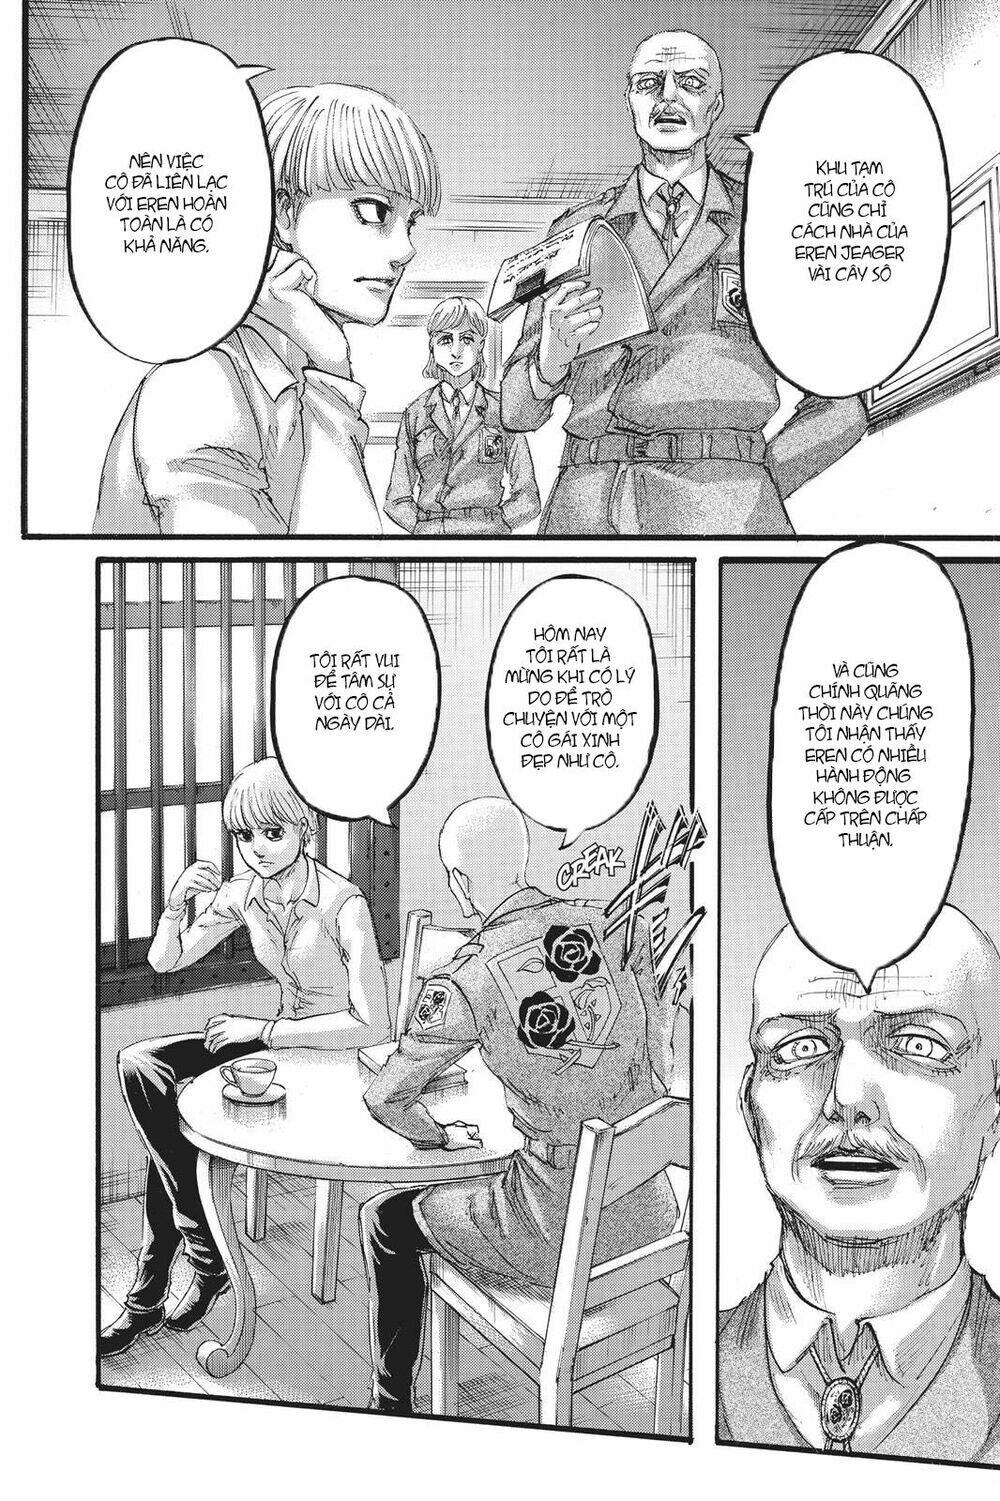 KHU TẠM
TRÚ CỦA CÔ
CŨNG CHỈ
CÁCH NHÀ CỦA
EREN JEAGER
VÀI CÂY SỐ
NÊN VIỆC
CÔ ĐÃ LIÊN LẠC
VỚI EREN HOÀN
TOÀN LÀ CÓ
KHẢ NĂNG.
VÀ CŨNG
CHÍNH QUÃNG
THỜI NÀY CHÚNG
TÔI NHẬN THẤY
EREN CÓ NHIỀU
HÀNH ĐỘNG
KHÔNG ĐƯỢC
CẤP TRÊN CHẤP
THUẬN.
HÔM NAY
TÔI RẤT LÀ
MỪNG KHI CÓ LÝ
DO ĐỂ TRÒ
CHUYỆN VỚI MỘT
CÔ GÁI XINH
ĐẸP NHƯ CÔ.
CREAK
TÔI RẤT VUI
ĐỂ TÂM SỰ
VỚI CÔ CẢ
NGÀY DÀI.